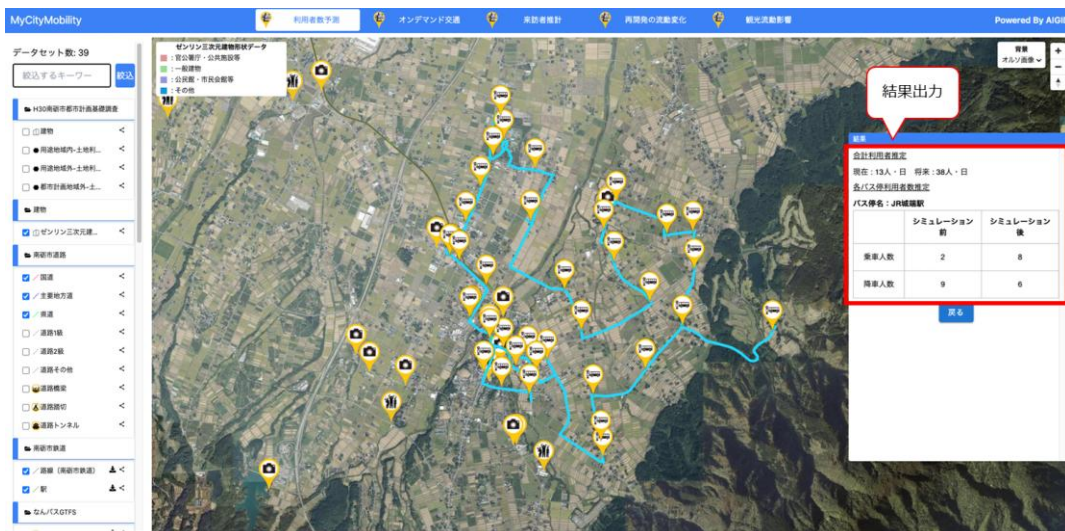 MyCityMobility
利用者数予測
オンデマンド交通
来訪者推計
再開発の流動変化
観光流動影響
Powered By AIGID
データセット数: 39
絞込するキーワード
絞込
H30南砺市都市計画基礎調査
建物
用途地域内-土地利...
用途地域外-土地利...
都市計画地域外-土...
建物
ゼンリン三次元建...
南砺市道路
国道
主要地方道
県道
道路1級
道路2級
道路その他
道路橋梁
道路踏切
道路トンネル
南砺市鉄道
路線（南砺市鉄道）
駅
なんバスGTFS
ゼンリン三次元建物形状データ
: 官公署庁・公共施設等
: 一般建物
: 公民館・市民会館等
: その他
背景
オルソ画像
+
−
結果出力
結果
合計利用者推定
現在 : 13人・日 将来 : 38人・日
各バス停利用者数推定
バス停名 : JR城端駅
シミュレーション前 シミュレーション後
乗車人数 2 8
降車人数 9 6
戻る